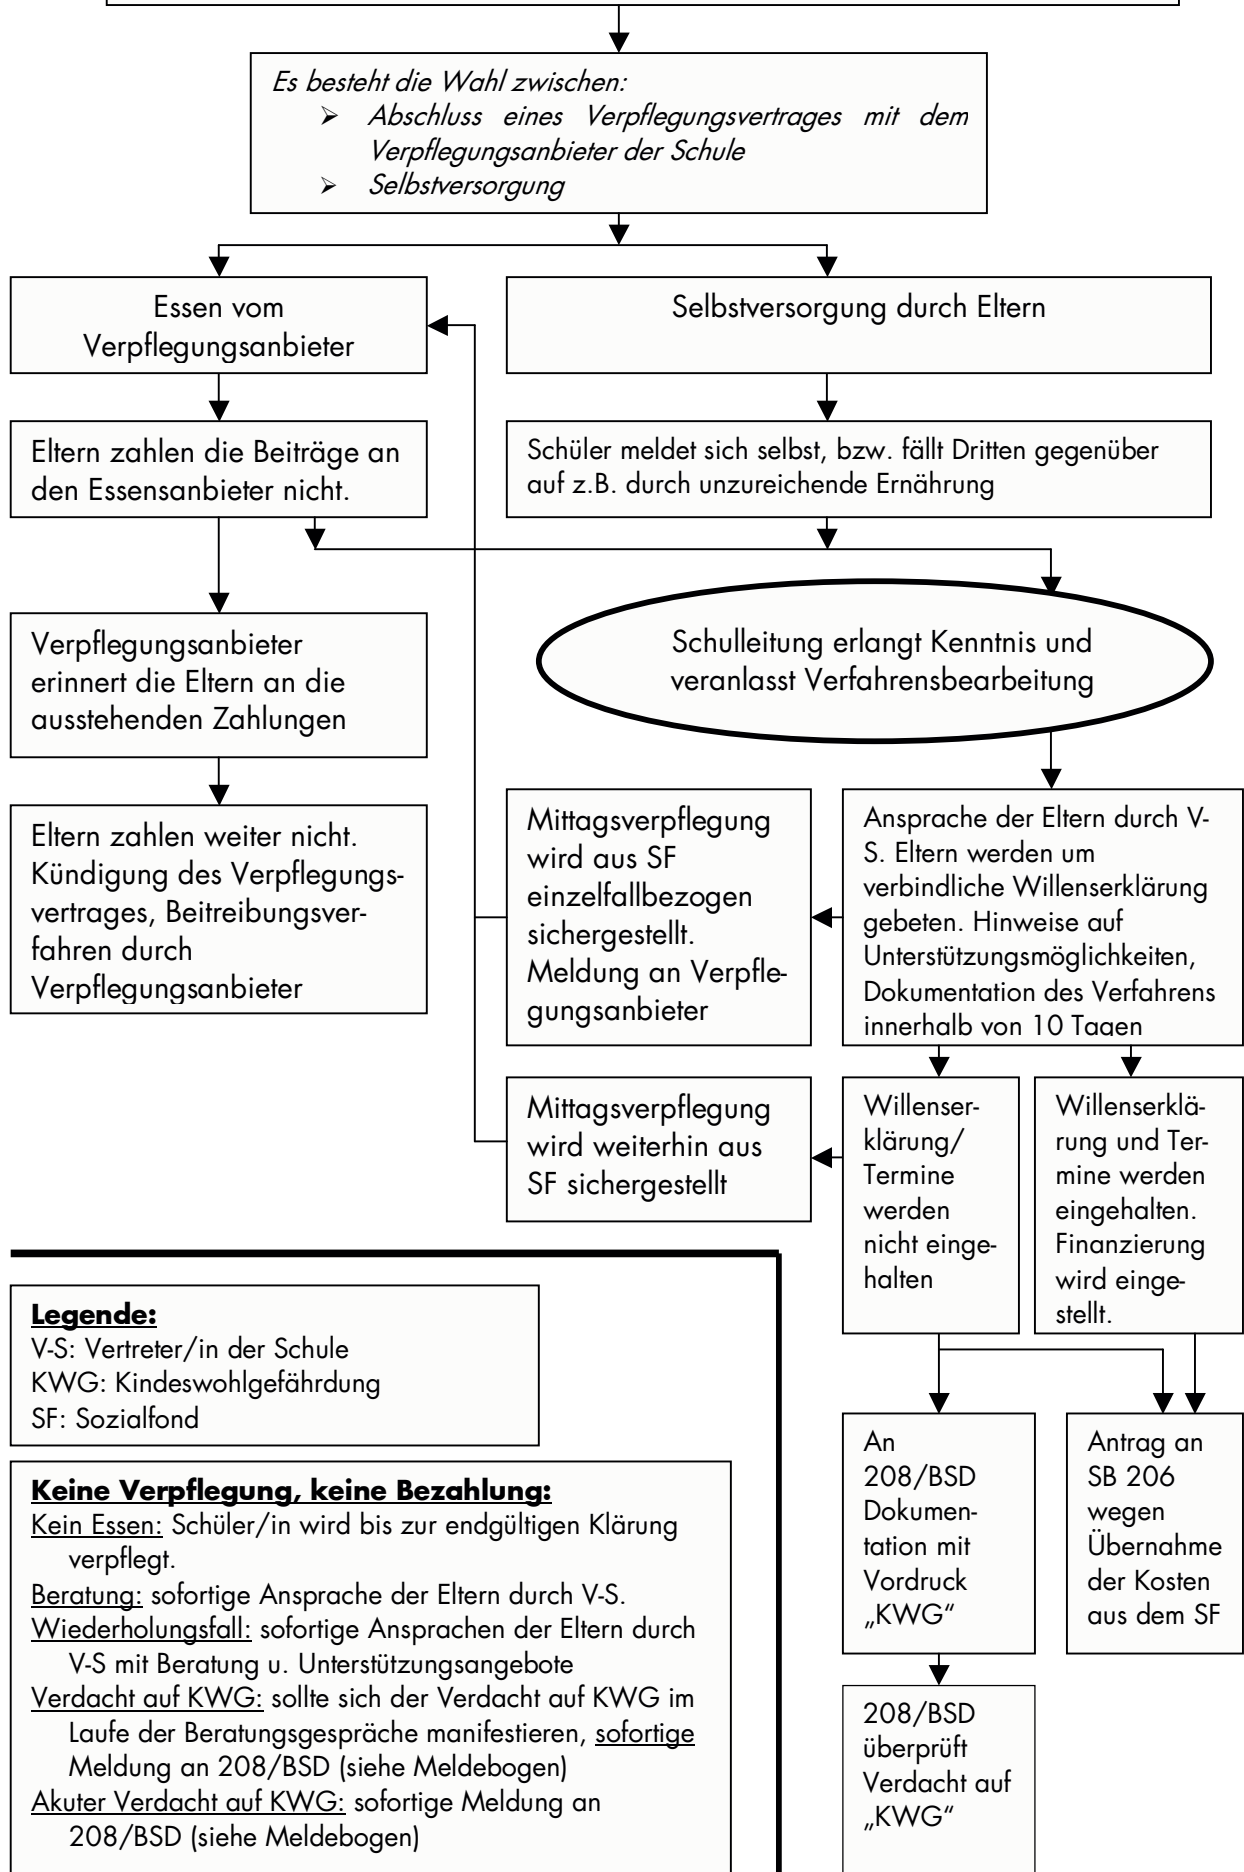 Es besteht die Wahl zwischen:
➢ Abschluss eines Verpflegungsvertrages mit dem
Verpflegungsanbieter der Schule
➢ Selbstversorgung
Essen vom
Verpflegungsanbieter
Selbstversorgung durch Eltern
Eltern zahlen die Beiträge an
den Essensanbieter nicht.
Schüler meldet sich selbst, bzw. fällt Dritten gegenüber
auf z.B. durch unzureichende Ernährung
Verpflegungsanbieter
erinnert die Eltern an die
ausstehenden Zahlungen
Schulleitung erlangt Kenntnis und
veranlasst Verfahrensbearbeitung
Eltern zahlen weiter nicht.
Kündigung des Verpflegungs-
vertrages, Beitreibungsver-
fahren durch
Verpflegungsanbieter
Mittagsverpflegung
wird aus SF
einzelfallbezogen
sichergestellt.
Meldung an Verpfle-
gungsanbieter
Ansprache der Eltern durch V-
S. Eltern werden um
verbindliche Willenserklärung
gebeten. Hinweise auf
Unterstützungsmöglichkeiten,
Dokumentation des Verfahrens
innerhalb von 10 Tagen
Mittagsverpflegung
wird weiterhin aus
SF sichergestellt
Willenser-
klärung/
Termine
werden
nicht einge-
halten
Willenserklä-
rung und Ter-
mine werden
eingehalten.
Finanzierung
wird einge-
stellt.
Legende:
V-S: Vertreter/in der Schule
KWG: Kindeswohlgefährdung
SF: Sozialfond
An
208/BSD
Dokumen-
tation mit
Vordruck
„KWG“
Antrag an
SB 206
wegen
Übernahme
der Kosten
aus dem SF
Keine Verpflegung, keine Bezahlung:
Kein Essen: Schüler/in wird bis zur endgültigen Klärung
verpflegt.
Beratung: sofortige Ansprache der Eltern durch V-S.
Wiederholungsfall: sofortige Ansprachen der Eltern durch
V-S mit Beratung u. Unterstützungsangebote
Verdacht auf KWG: sollte sich der Verdacht auf KWG im
Laufe der Beratungsgespräche manifestieren, sofortige
Meldung an 208/BSD (siehe Meldebogen)
Akuter Verdacht auf KWG: sofortige Meldung an
208/BSD (siehe Meldebogen)
208/BSD
überprüft
Verdacht auf
„KWG“